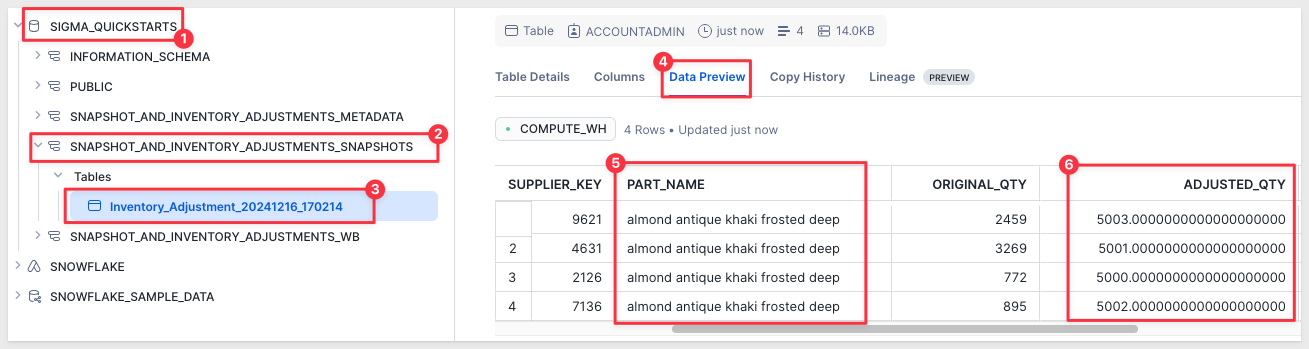 SIGMA_QUICKSTARTS
1
INFORMATION_SCHEMA
PUBLIC
SNAPSHOT_AND_INVENTORY_ADJUSTMENTS_METADATA
2
SNAPSHOT_AND_INVENTORY_ADJUSTMENTS_SNAPSHOTS
Tables
3
Inventory_Adjustment_20241216_170214
SNAPSHOT_AND_INVENTORY_ADJUSTMENTS_WB
SNOWFLAKE
SNOWFLAKE_SAMPLE_DATA
Table ACCOUNTADMIN just now 4 14.0KB
4
Table Details Columns Data Preview Copy History Lineage PREVIEW
COMPUTE_WH 4 Rows • Updated just now
5 6
SUPPLIER_KEY PART_NAME ORIGINAL_QTY ADJUSTED_QTY
9621 almond antique khaki frosted deep 2459 5003.0000000000000000000
2 4631 almond antique khaki frosted deep 3269 5001.0000000000000000000
3 2126 almond antique khaki frosted deep 772 5000.0000000000000000000
4 7136 almond antique khaki frosted deep 895 5002.0000000000000000000